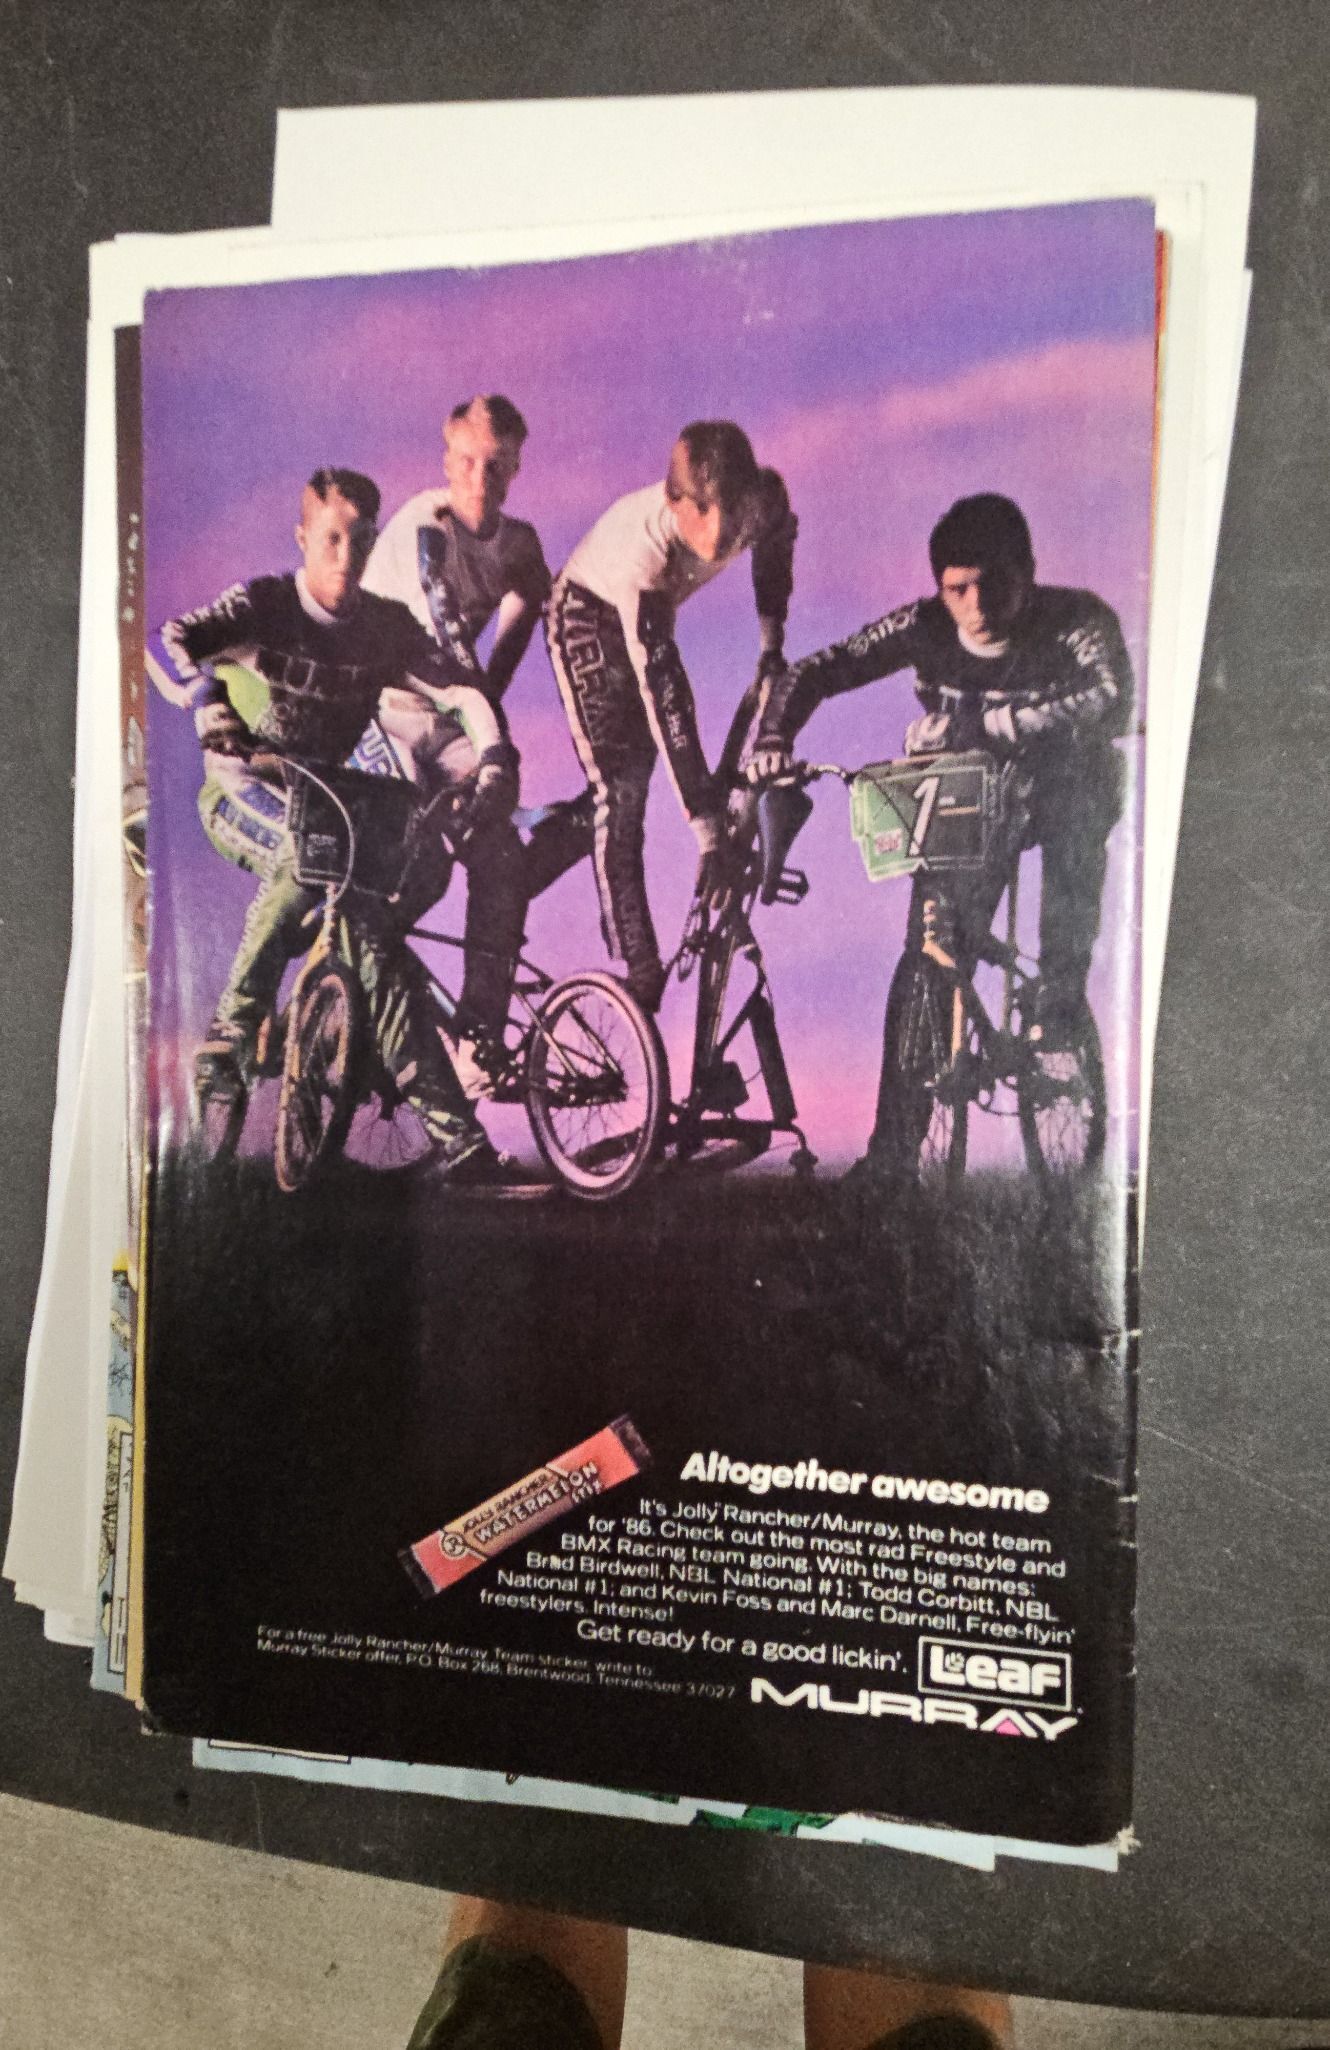 MURRAY
1
JOLLY RANCHER
WATERMELON
STIX
Altogether awesome
It's Jolly Rancher/Murray, the hot team
for '86. Check out the most rad Freestyle and
BMX Racing team going. With the big names:
Brad Birdwell, NBL National #1; Todd Corbitt, NBL
National #1; and Kevin Foss and Marc Darnell, Free-flyin'
freestylers. Intense!
Get ready for a good lickin'.
For a free Jolly Rancher/Murray Team sticker, write to:
Murray Sticker offer, P.O. Box 268, Brentwood, Tennessee 37027
Leaf
MURRAY